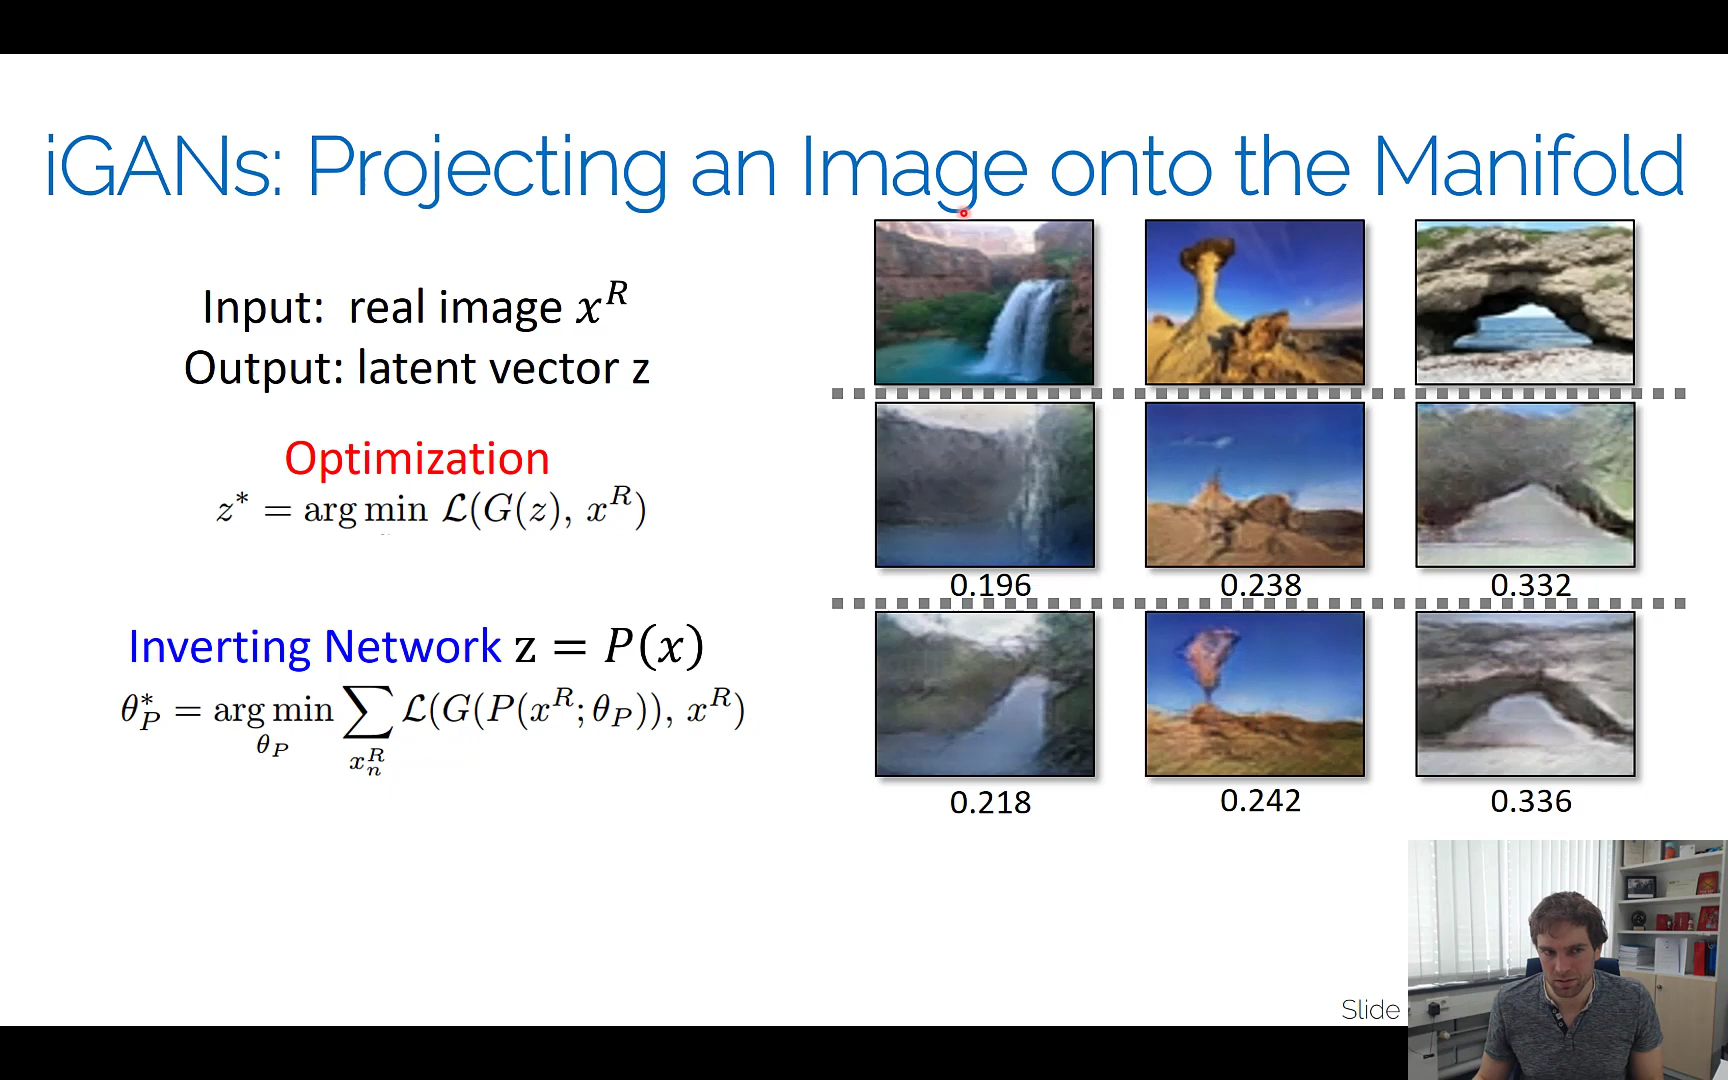 iGANs: Projecting an Image onto the Manifold
Input: real image x^R
Output: latent vector z
Optimization
z* = arg min L(G(z), x^R)
Inverting Network z = P(x)
θ*_P = arg min_{θ_P} ∑_{x^R_n} L(G(P(x^R; θ_P)), x^R)
0.196 0.238 0.332
0.218 0.242 0.336
Slide